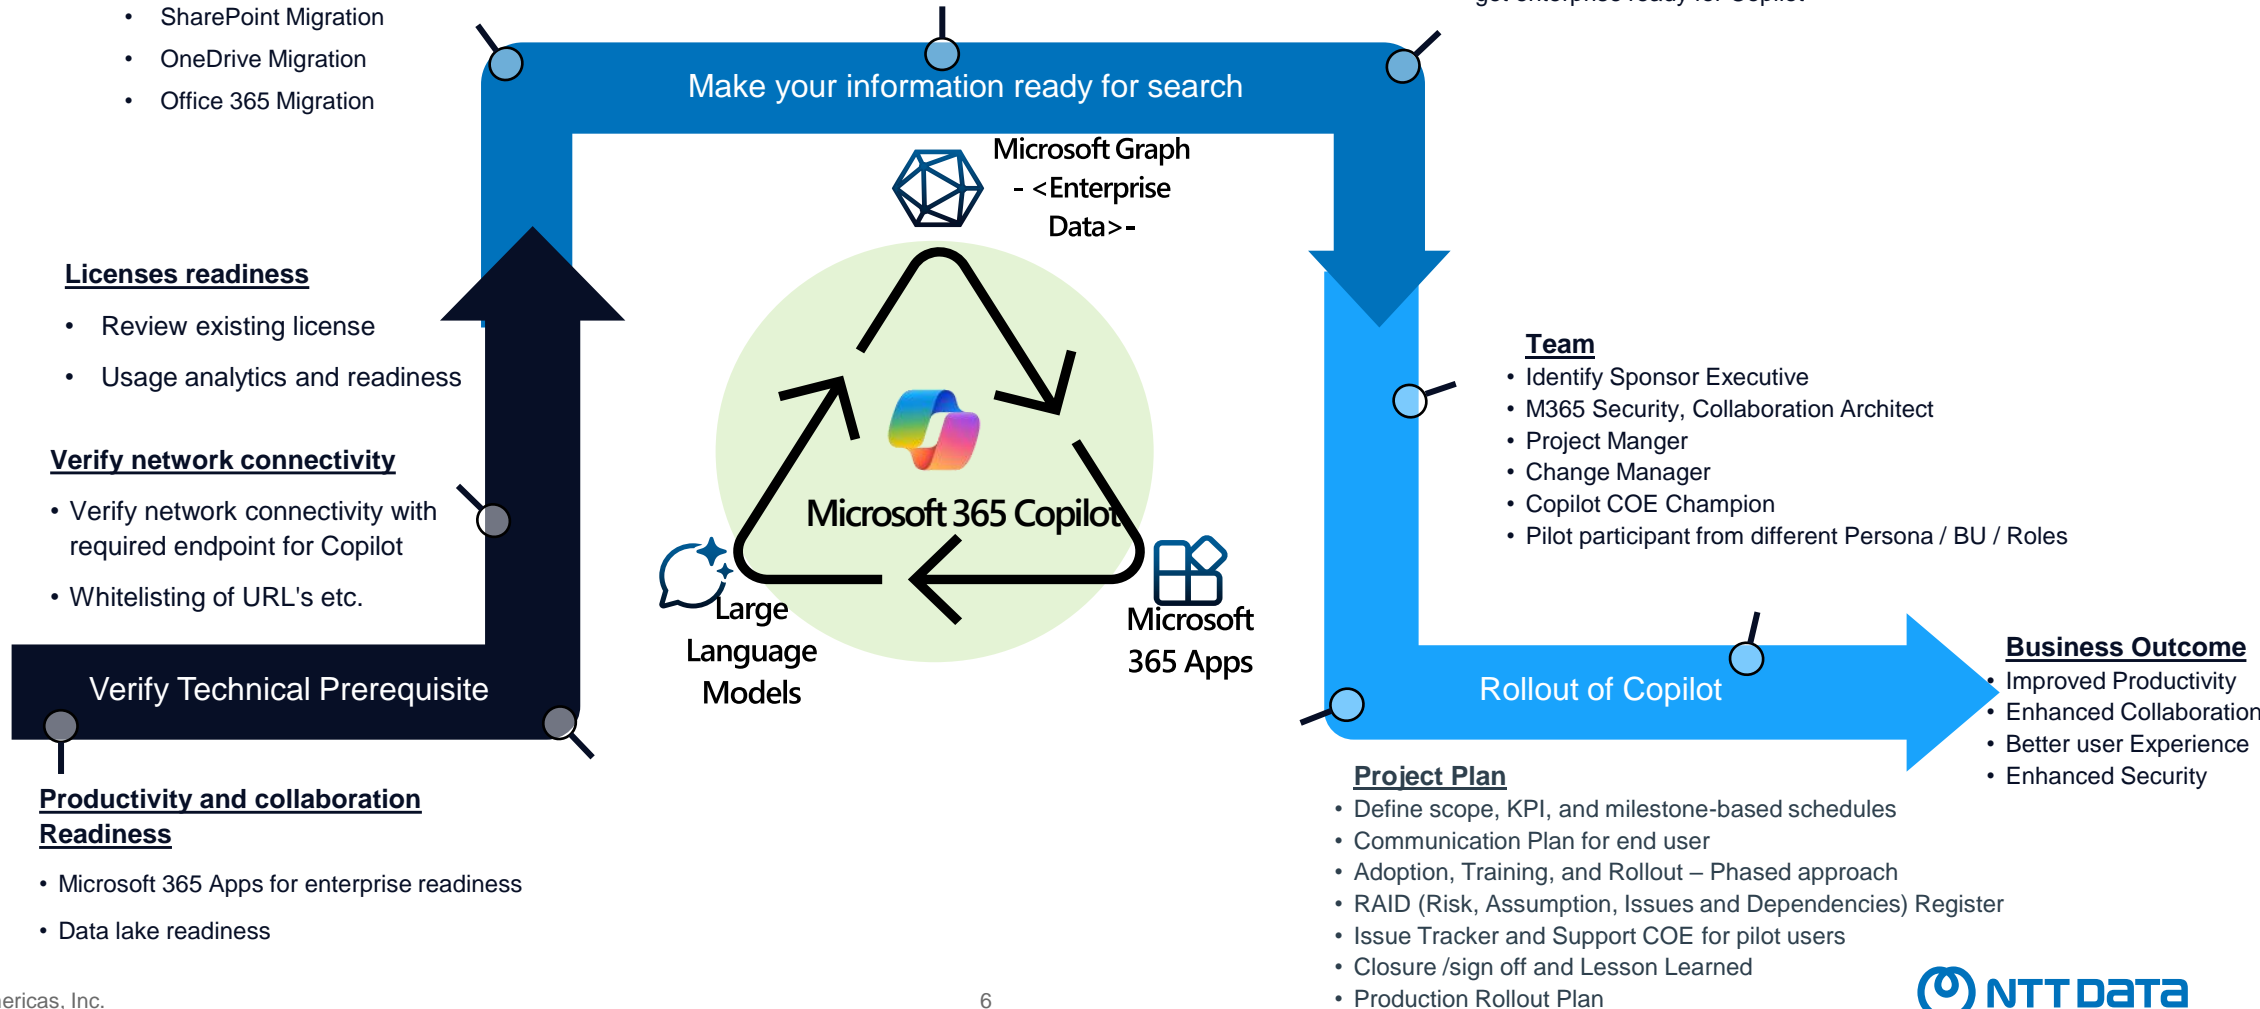 • SharePoint Migration
• OneDrive Migration
• Office 365 Migration
get enterprise ready for Copilot
Make your information ready for search
Microsoft Graph
- <Enterprise
Data>-
Licenses readiness
• Review existing license
• Usage analytics and readiness
Verify network connectivity
• Verify network connectivity with
required endpoint for Copilot
• Whitelisting of URL's etc.
Verify Technical Prerequisite
Productivity and collaboration
Readiness
• Microsoft 365 Apps for enterprise readiness
• Data lake readiness
Microsoft 365 Copilot
Large
Language
Models
Microsoft
365 Apps
Team
• Identify Sponsor Executive
• M365 Security, Collaboration Architect
• Project Manger
• Change Manager
• Copilot COE Champion
• Pilot participant from different Persona / BU / Roles
Rollout of Copilot
Business Outcome
• Improved Productivity
• Enhanced Collaboration
• Better user Experience
• Enhanced Security
Project Plan
• Define scope, KPI, and milestone-based schedules
• Communication Plan for end user
• Adoption, Training, and Rollout – Phased approach
• RAID (Risk, Assumption, Issues and Dependencies) Register
• Issue Tracker and Support COE for pilot users
• Closure /sign off and Lesson Learned
• Production Rollout Plan
ericas, Inc.
6
NTT DATA